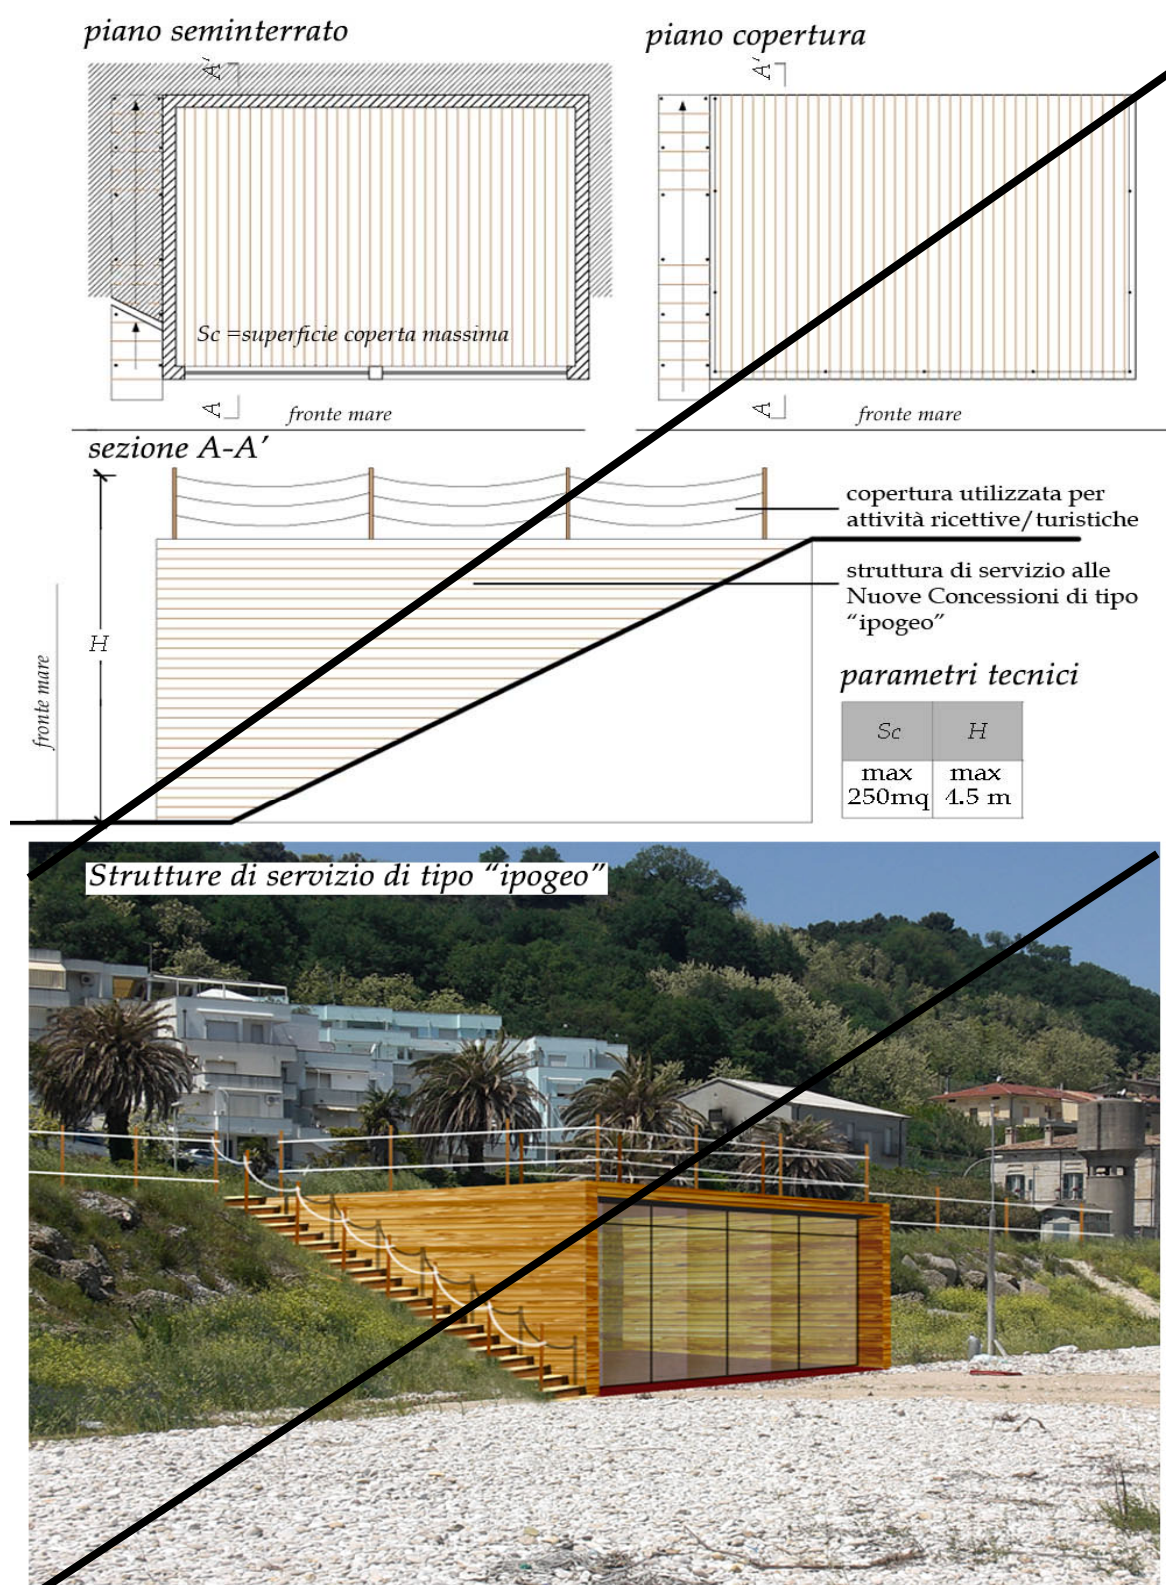 piano seminterrato
piano copertura
A'
A'
Sc =superficie coperta massima
A
A
fronte mare
fronte mare
sezione A-A'
copertura utilizzata per
attività ricettive/turistiche
struttura di servizio alle
Nuove Concessioni di tipo
"ipogeo"
H
fronte mare
parametri tecnici
Sc H
max max
250mq 4.5 m
Strutture di servizio di tipo "ipogeo"